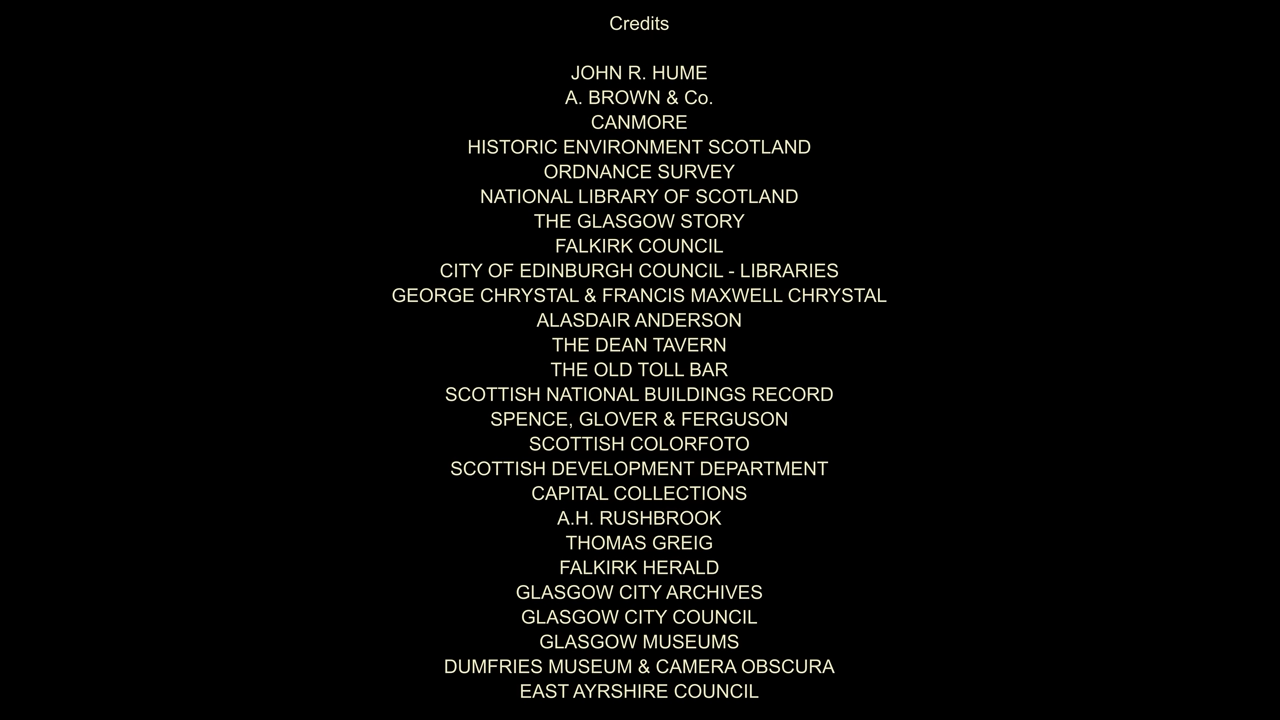 Credits
JOHN R. HUME
A. BROWN & Co.
CANMORE
HISTORIC ENVIRONMENT SCOTLAND
ORDNANCE SURVEY
NATIONAL LIBRARY OF SCOTLAND
THE GLASGOW STORY
FALKIRK COUNCIL
CITY OF EDINBURGH COUNCIL - LIBRARIES
GEORGE CHRYSTAL & FRANCIS MAXWELL CHRYSTAL
ALASDAIR ANDERSON
THE DEAN TAVERN
THE OLD TOLL BAR
SCOTTISH NATIONAL BUILDINGS RECORD
SPENCE, GLOVER & FERGUSON
SCOTTISH COLORFOTO
SCOTTISH DEVELOPMENT DEPARTMENT
CAPITAL COLLECTIONS
A.H. RUSHBROOK
THOMAS GREIG
FALKIRK HERALD
GLASGOW CITY ARCHIVES
GLASGOW CITY COUNCIL
GLASGOW MUSEUMS
DUMFRIES MUSEUM & CAMERA OBSCURA
EAST AYRSHIRE COUNCIL